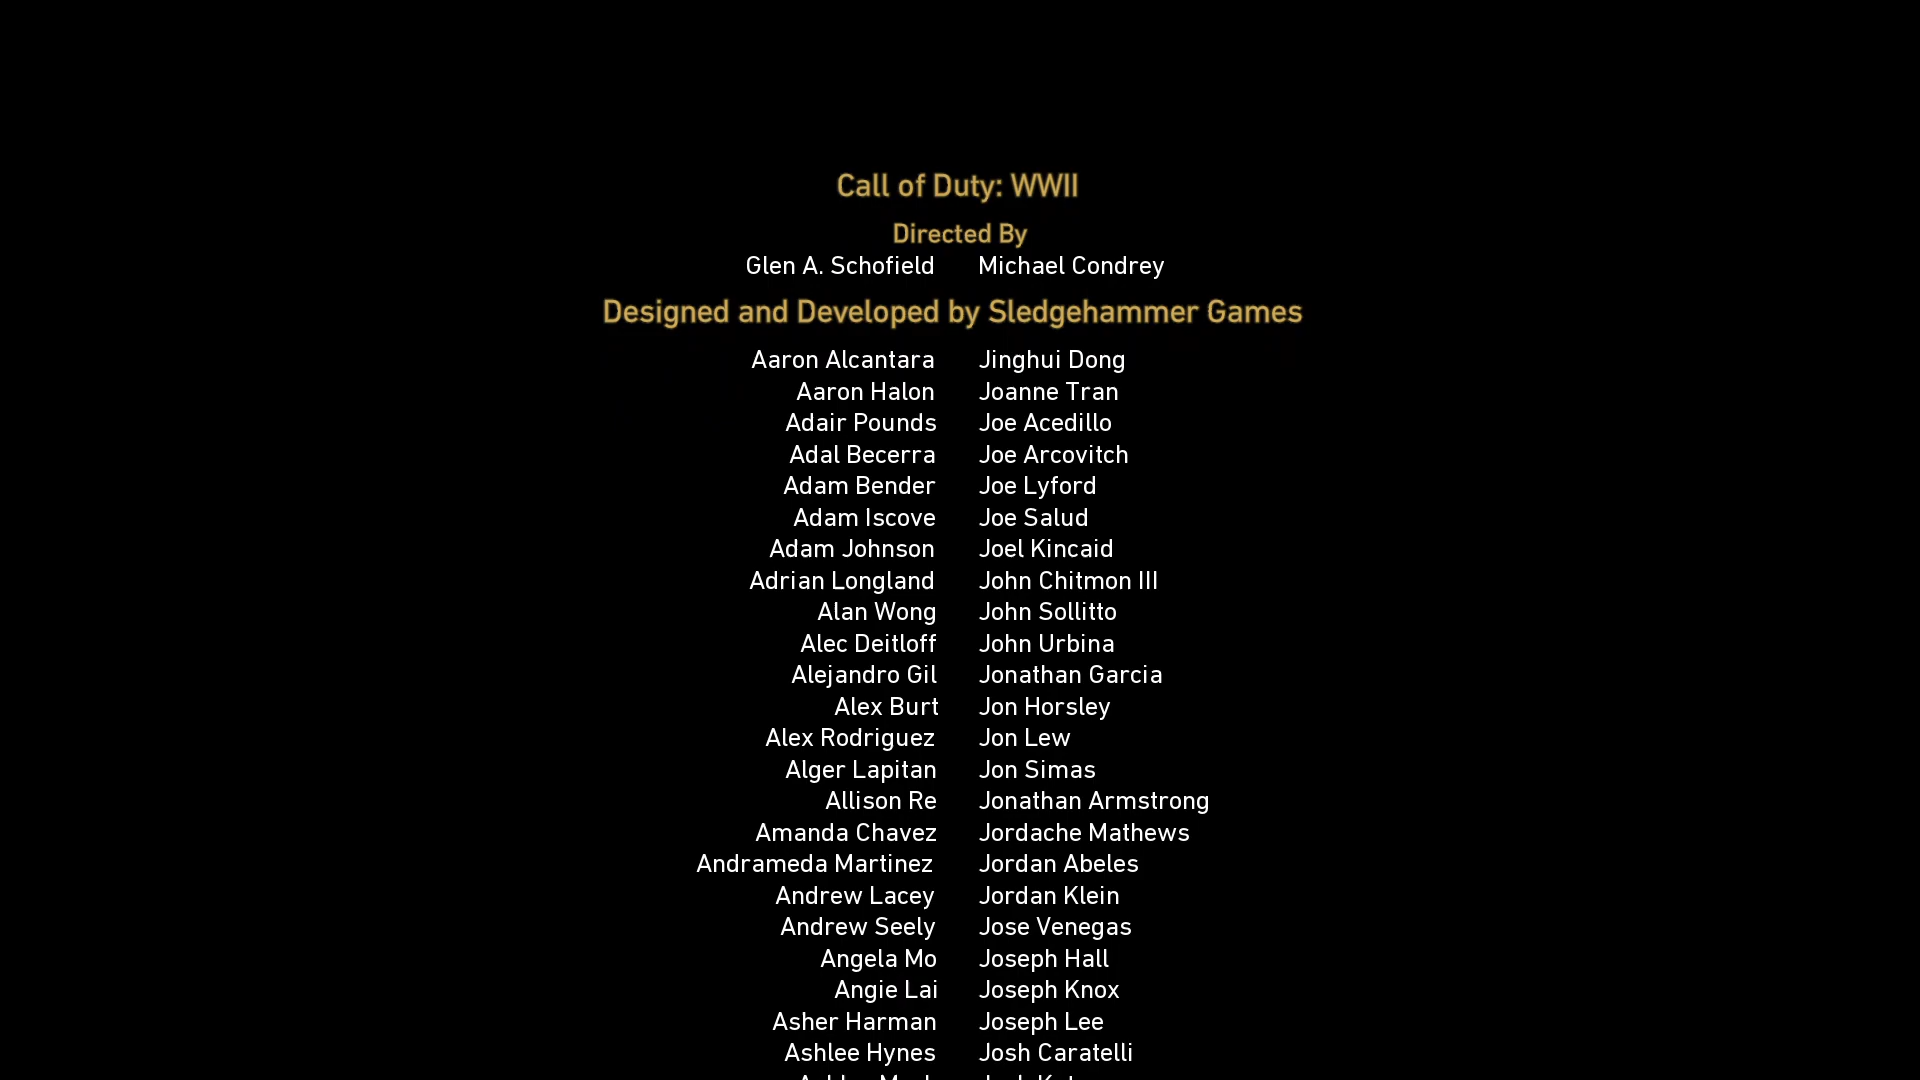 Call of Duty: WWII
Directed By
Glen A. Schofield Michael Condrey
Designed and Developed by Sledgehammer Games
Aaron Alcantara Jinghui Dong
Aaron Halon Joanne Tran
Adair Pounds Joe Acedillo
Adal Becerra Joe Arcovitch
Adam Bender Joe Lyford
Adam Iscove Joe Salud
Adam Johnson Joel Kincaid
Adrian Longland John Chitmon III
Alan Wong John Sollitto
Alec Deitloff John Urbina
Alejandro Gil Jonathan Garcia
Alex Burt Jon Horsley
Alex Rodriguez Jon Lew
Alger Lapitan Jon Simas
Allison Re Jonathan Armstrong
Amanda Chavez Jordache Mathews
Andrameda Martinez Jordan Abeles
Andrew Lacey Jordan Klein
Andrew Seely Jose Venegas
Angela Mo Joseph Hall
Angie Lai Joseph Knox
Asher Harman Joseph Lee
Ashlee Hynes Josh Caratelli